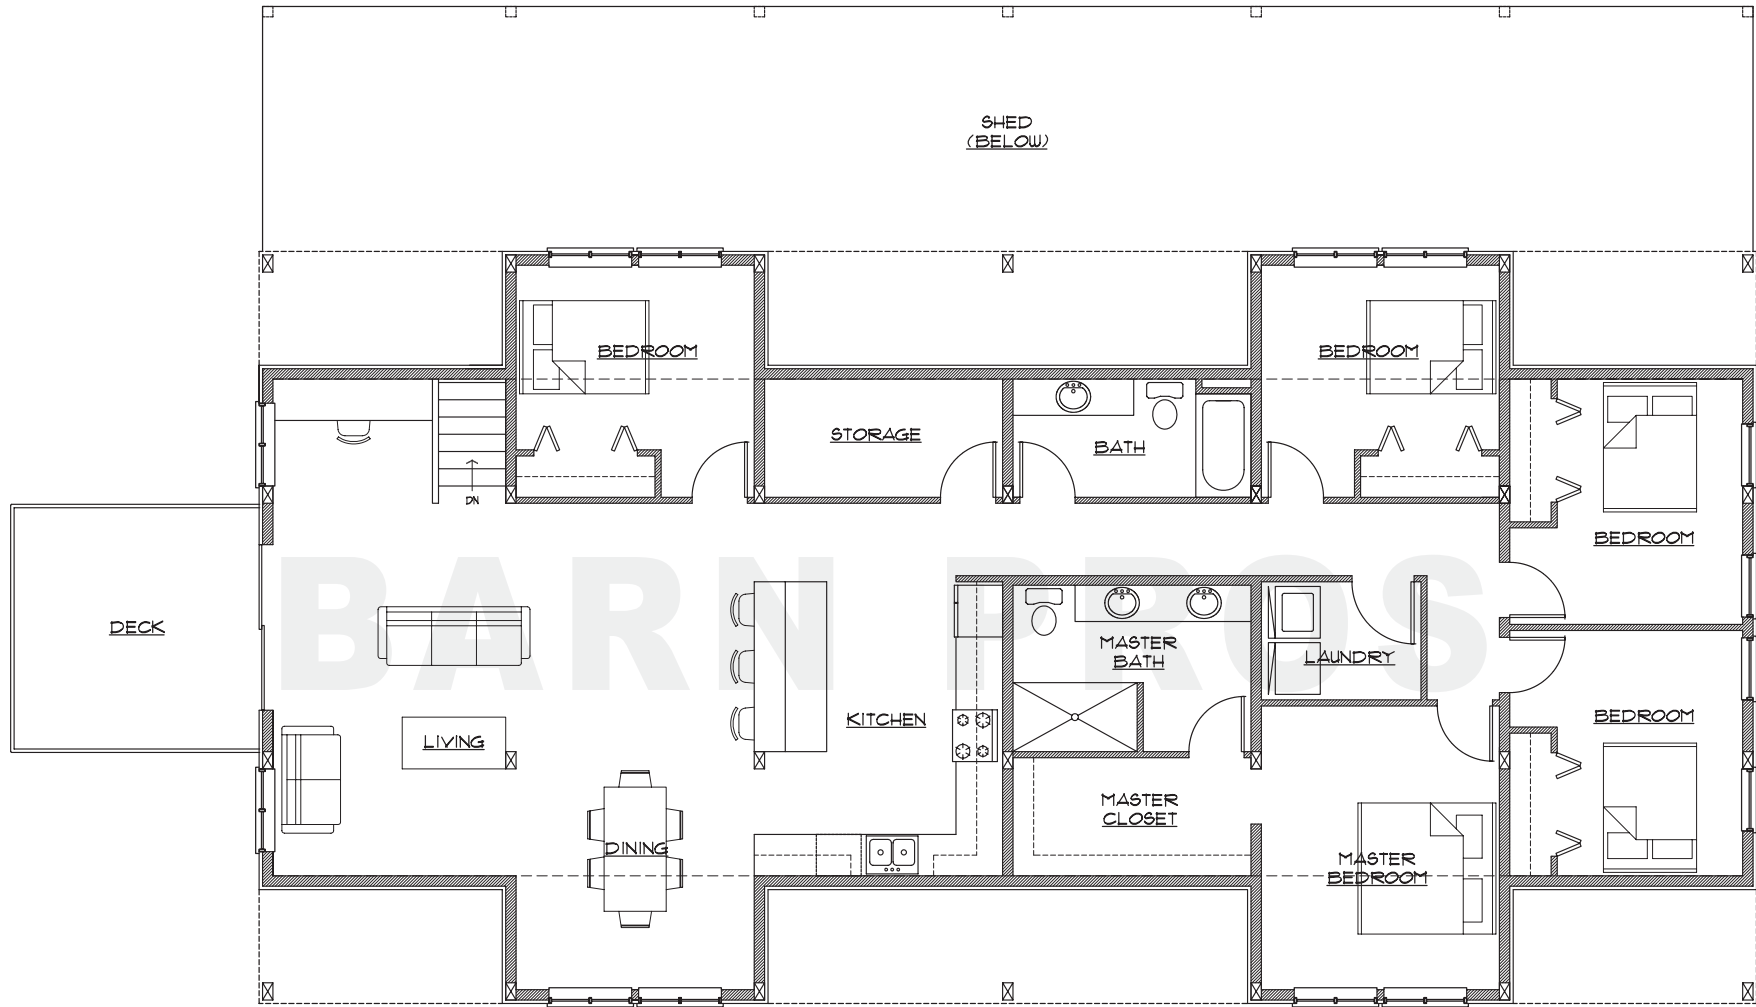 SHED
(BELOW)
BEDROOM
BEDROOM
STORAGE
BATH
DN
BEDROOM
BARN PROS
DECK
MASTER
BATH
LAUNDRY
KITCHEN
LIVING
BEDROOM
MASTER
CLOSET
DINING
MASTER
BEDROOM